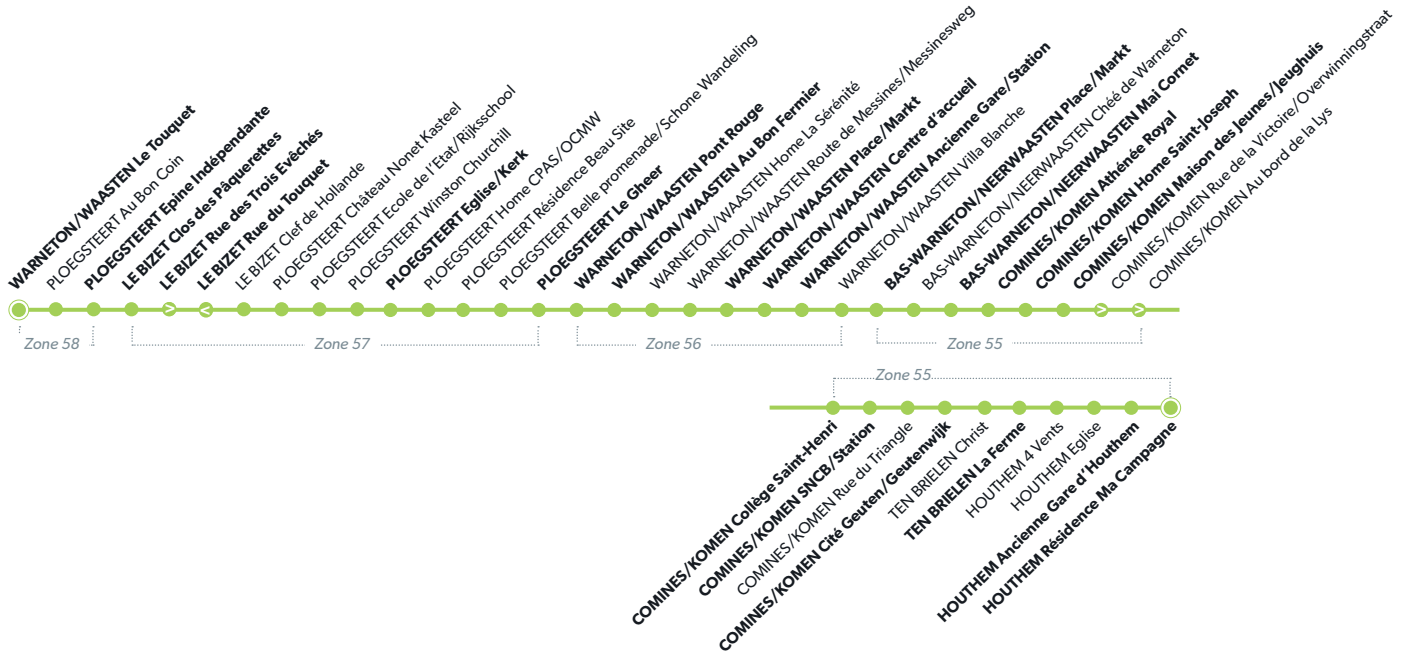 WARNETON/WAASTEN Le Touquet
PLOEGSTEERT Au Bon Coin
PLOEGSTEERT Epine Indépendante
LE BIZET Clos des Pâquerettes
LE BIZET Rue des Trois Evêchés
LE BIZET Rue du Touquet
LE BIZET Clef de Hollande
PLOEGSTEERT Château Nonet Kasteel
PLOEGSTEERT Ecole de l'Etat/Rijksschool
PLOEGSTEERT Winston Churchill
PLOEGSTEERT Eglise/Kerk
PLOEGSTEERT Home CPAS/OCMW
PLOEGSTEERT Résidence Beau Site
PLOEGSTEERT Belle promenade/Schone Wandeling
PLOEGSTEERT Le Gheer
WARNETON/WAASTEN Pont Rouge
WARNETON/WAASTEN Au Bon Fermier
WARNETON/WAASTEN Home La Sérénité
WARNETON/WAASTEN Route de Messines/Messinesweg
WARNETON/WAASTEN Place/Markt
WARNETON/WAASTEN Centre d'accueil
WARNETON/WAASTEN Ancienne Gare/Station
WARNETON/WAASTEN Villa Blanche
BAS-WARNETON/NEERWAASTEN Place/Markt
BAS-WARNETON/NEERWAASTEN Chéé de Warneton
BAS-WARNETON/NEERWAASTEN Mai Cornet
COMINES/KOMEN Athénée Royal
COMINES/KOMEN Home Saint-Joseph
COMINES/KOMEN Maison des Jeunes/Jeughuis
COMINES/KOMEN Rue de la Victoire/Overwinningstraat
COMINES/KOMEN Au bord de la Lys
Zone 58
Zone 57
Zone 56
Zone 55
Zone 55
COMINES/KOMEN Collège Saint-Henri
COMINES/KOMEN SNCB/Station
COMINES/KOMEN Rue du Triangle
COMINES/KOMEN Cité Geuten/Geutenwijk
TEN BRIELEN Christ
TEN BRIELEN La Ferme
HOUTHEM 4 Vents
HOUTHEM Eglise
HOUTHEM Ancienne Gare d'Houthem
HOUTHEM Résidence Ma Campagne